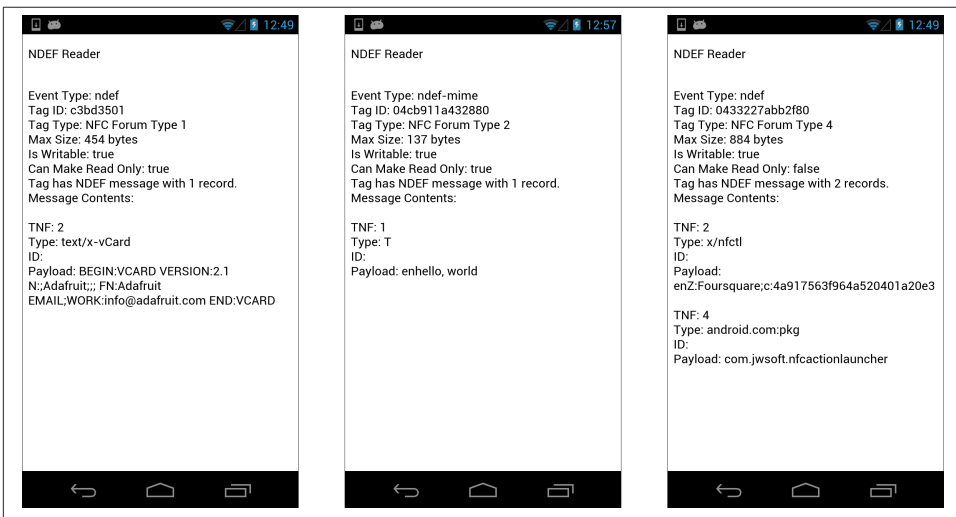 12:49
NDEF Reader
Event Type: ndef
Tag ID: c3bd3501
Tag Type: NFC Forum Type 1
Max Size: 454 bytes
Is Writable: true
Can Make Read Only: true
Tag has NDEF message with 1 record.
Message Contents:
TNF: 2
Type: text/x-vCard
ID:
Payload: BEGIN:VCARD VERSION:2.1
N:;Adafruit;;; FN:Adafruit
EMAIL;WORK:info@adafruit.com END:VCARD
12:57
NDEF Reader
Event Type: ndef-mime
Tag ID: 04cb911a432880
Tag Type: NFC Forum Type 2
Max Size: 137 bytes
Is Writable: true
Can Make Read Only: true
Tag has NDEF message with 1 record.
Message Contents:
TNF: 1
Type: T
ID:
Payload: enhello, world
12:49
NDEF Reader
Event Type: ndef
Tag ID: 0433227abb2f80
Tag Type: NFC Forum Type 4
Max Size: 884 bytes
Is Writable: true
Can Make Read Only: false
Tag has NDEF message with 2 records.
Message Contents:
TNF: 2
Type: x/nfctl
ID:
Payload:
enZ:Foursquare;c:4a917563f964a520401a20e3
TNF: 4
Type: android.com:pkg
ID:
Payload: com.jwsoft.nfcactionlauncher